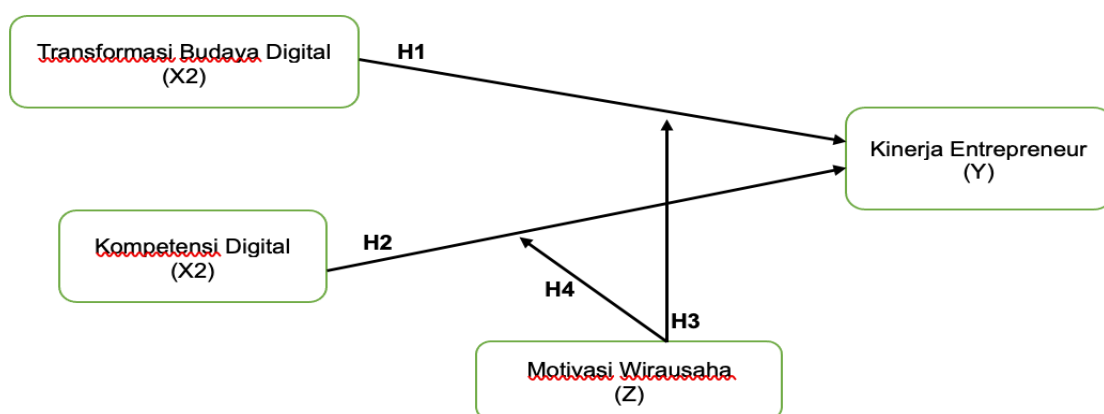 Transformasi Budaya Digital
(X2)
H1
Kinerja Entrepreneur
(Y)
Kompetensi Digital
(X2)
H2
H4
H3
Motivasi Wirausaha
(Z)